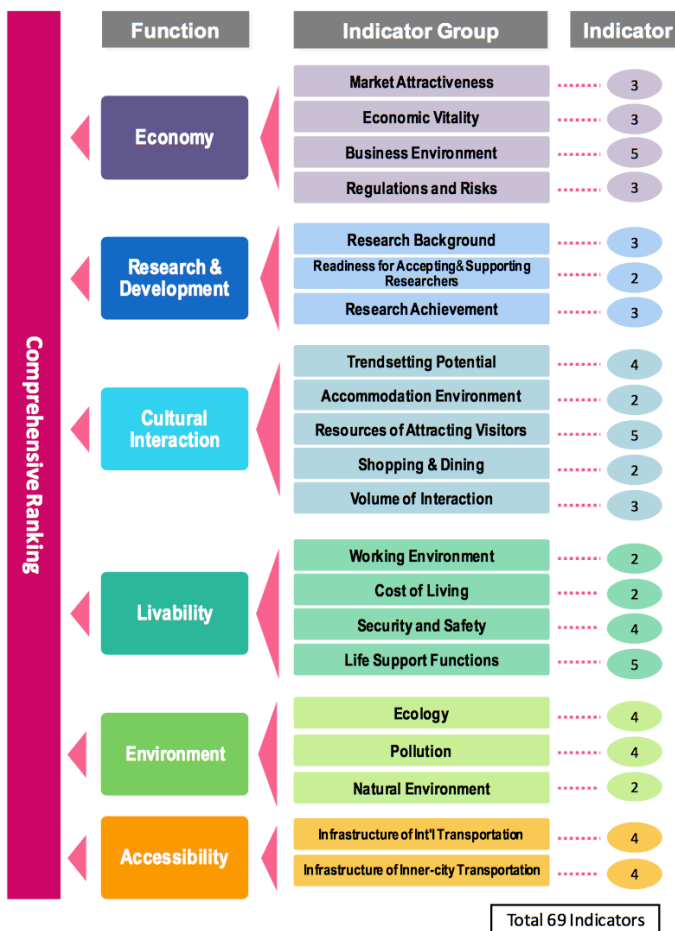 Function
Indicator Group
Indicator
Comprehensive Ranking
Economy
Market Attractiveness
3
Economic Vitality
3
Business Environment
5
Regulations and Risks
3
Research &
Development
Research Background
3
Readiness for Accepting& Supporting
Researchers
2
Research Achievement
3
Cultural
Interaction
Trendsetting Potential
4
Accommodation Environment
2
Resources of Attracting Visitors
5
Shopping & Dining
2
Volume of Interaction
3
Livability
Working Environment
2
Cost of Living
2
Security and Safety
4
Life Support Functions
5
Environment
Ecology
4
Pollution
4
Natural Environment
2
Accessibility
Infrastructure of Int'l Transportation
4
Infrastructure of Inner-city Transportation
4
Total 69 Indicators